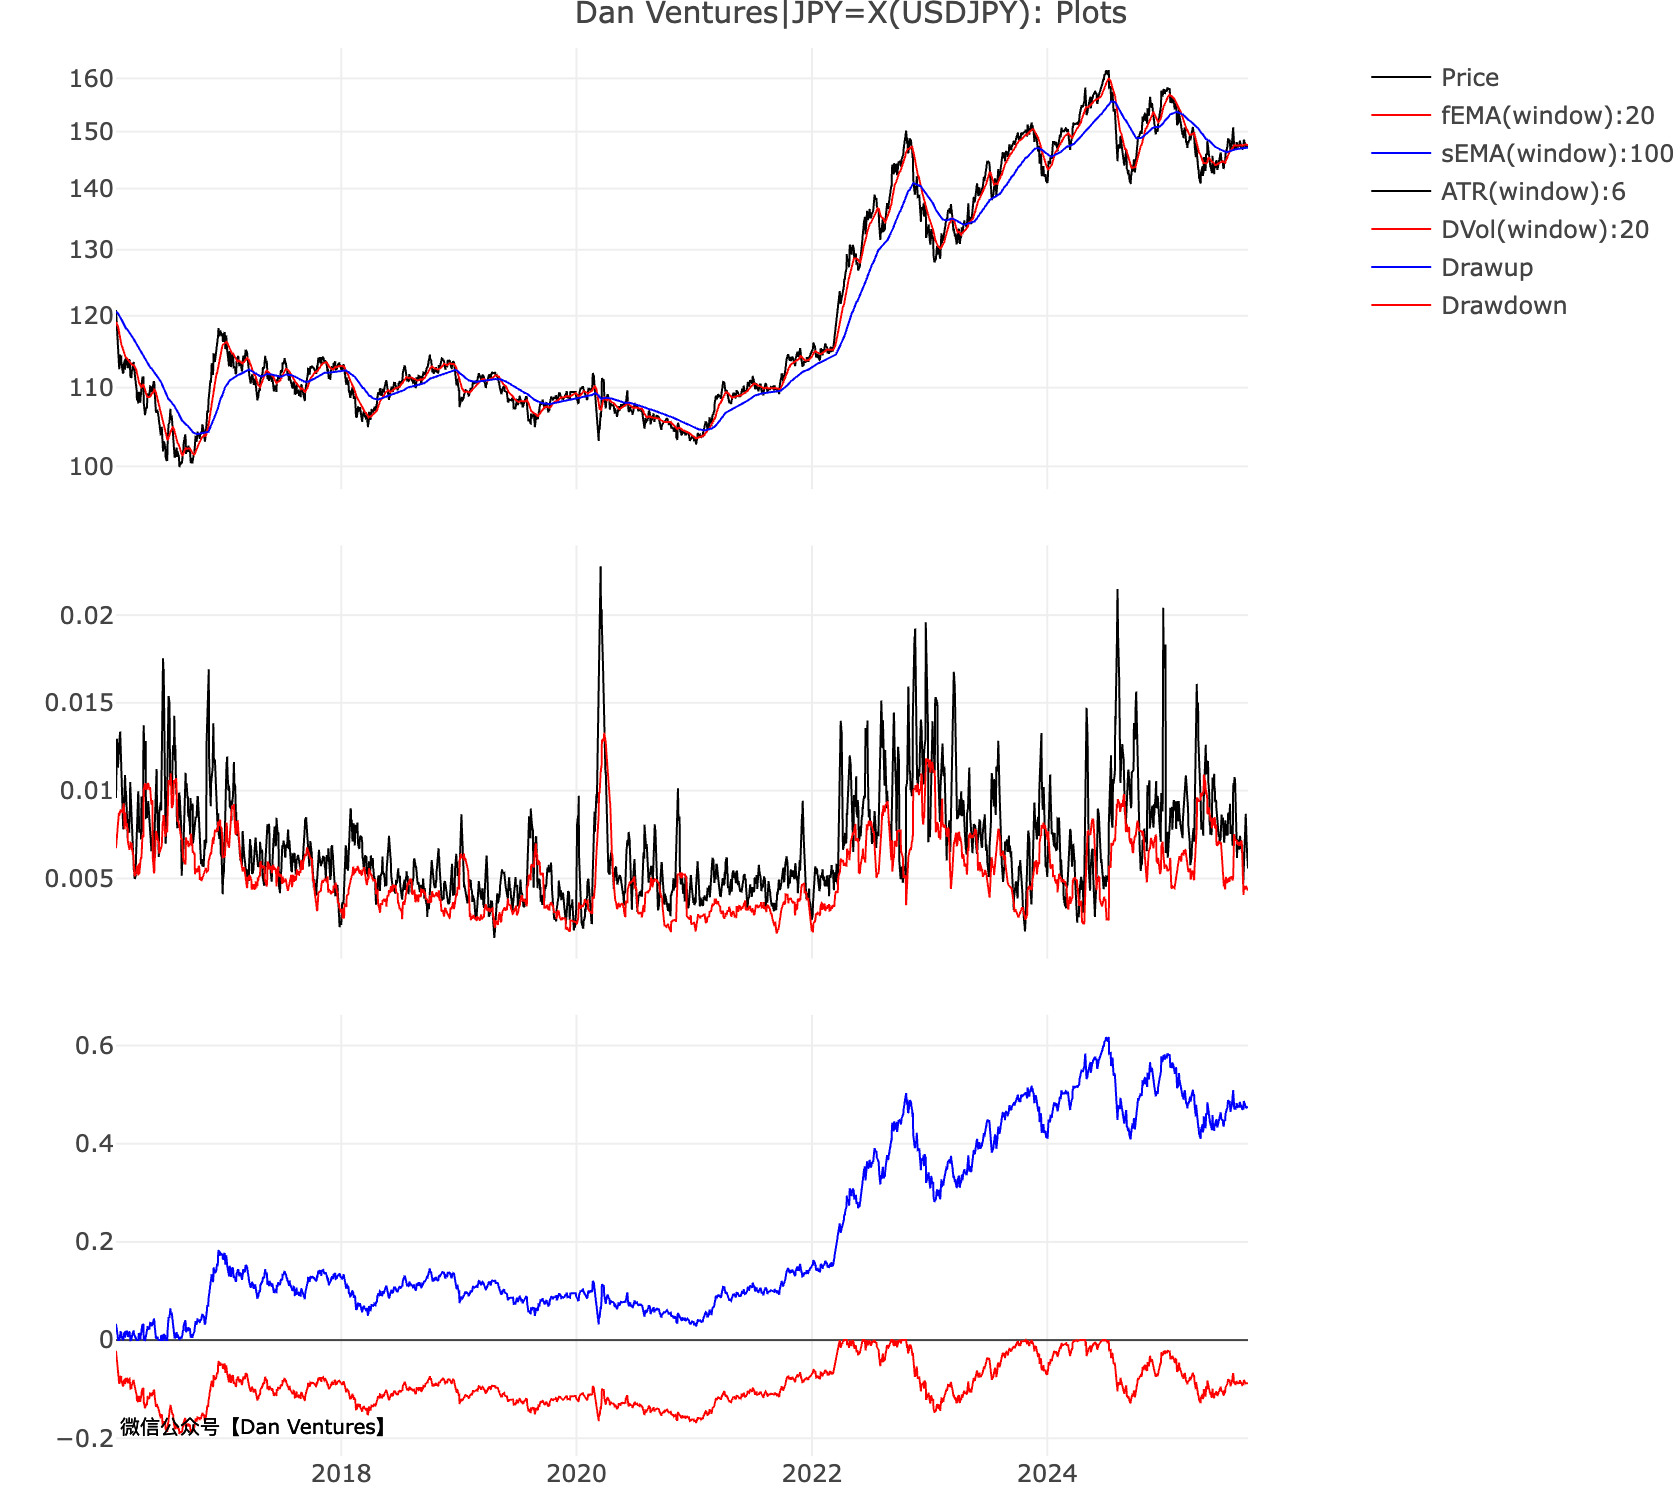 Dan Ventures|JPY=X(USDJPY): Plots
160
150
140
130
120
110
100
Price
fEMA(window):20
sEMA(window):100
ATR(window):6
DVol(window):20
Drawup
Drawdown
0.02
0.015
0.01
0.005
0.6
0.4
0.2
0
−0.2
微信公众号【Dan Ventures】
2018
2020
2022
2024